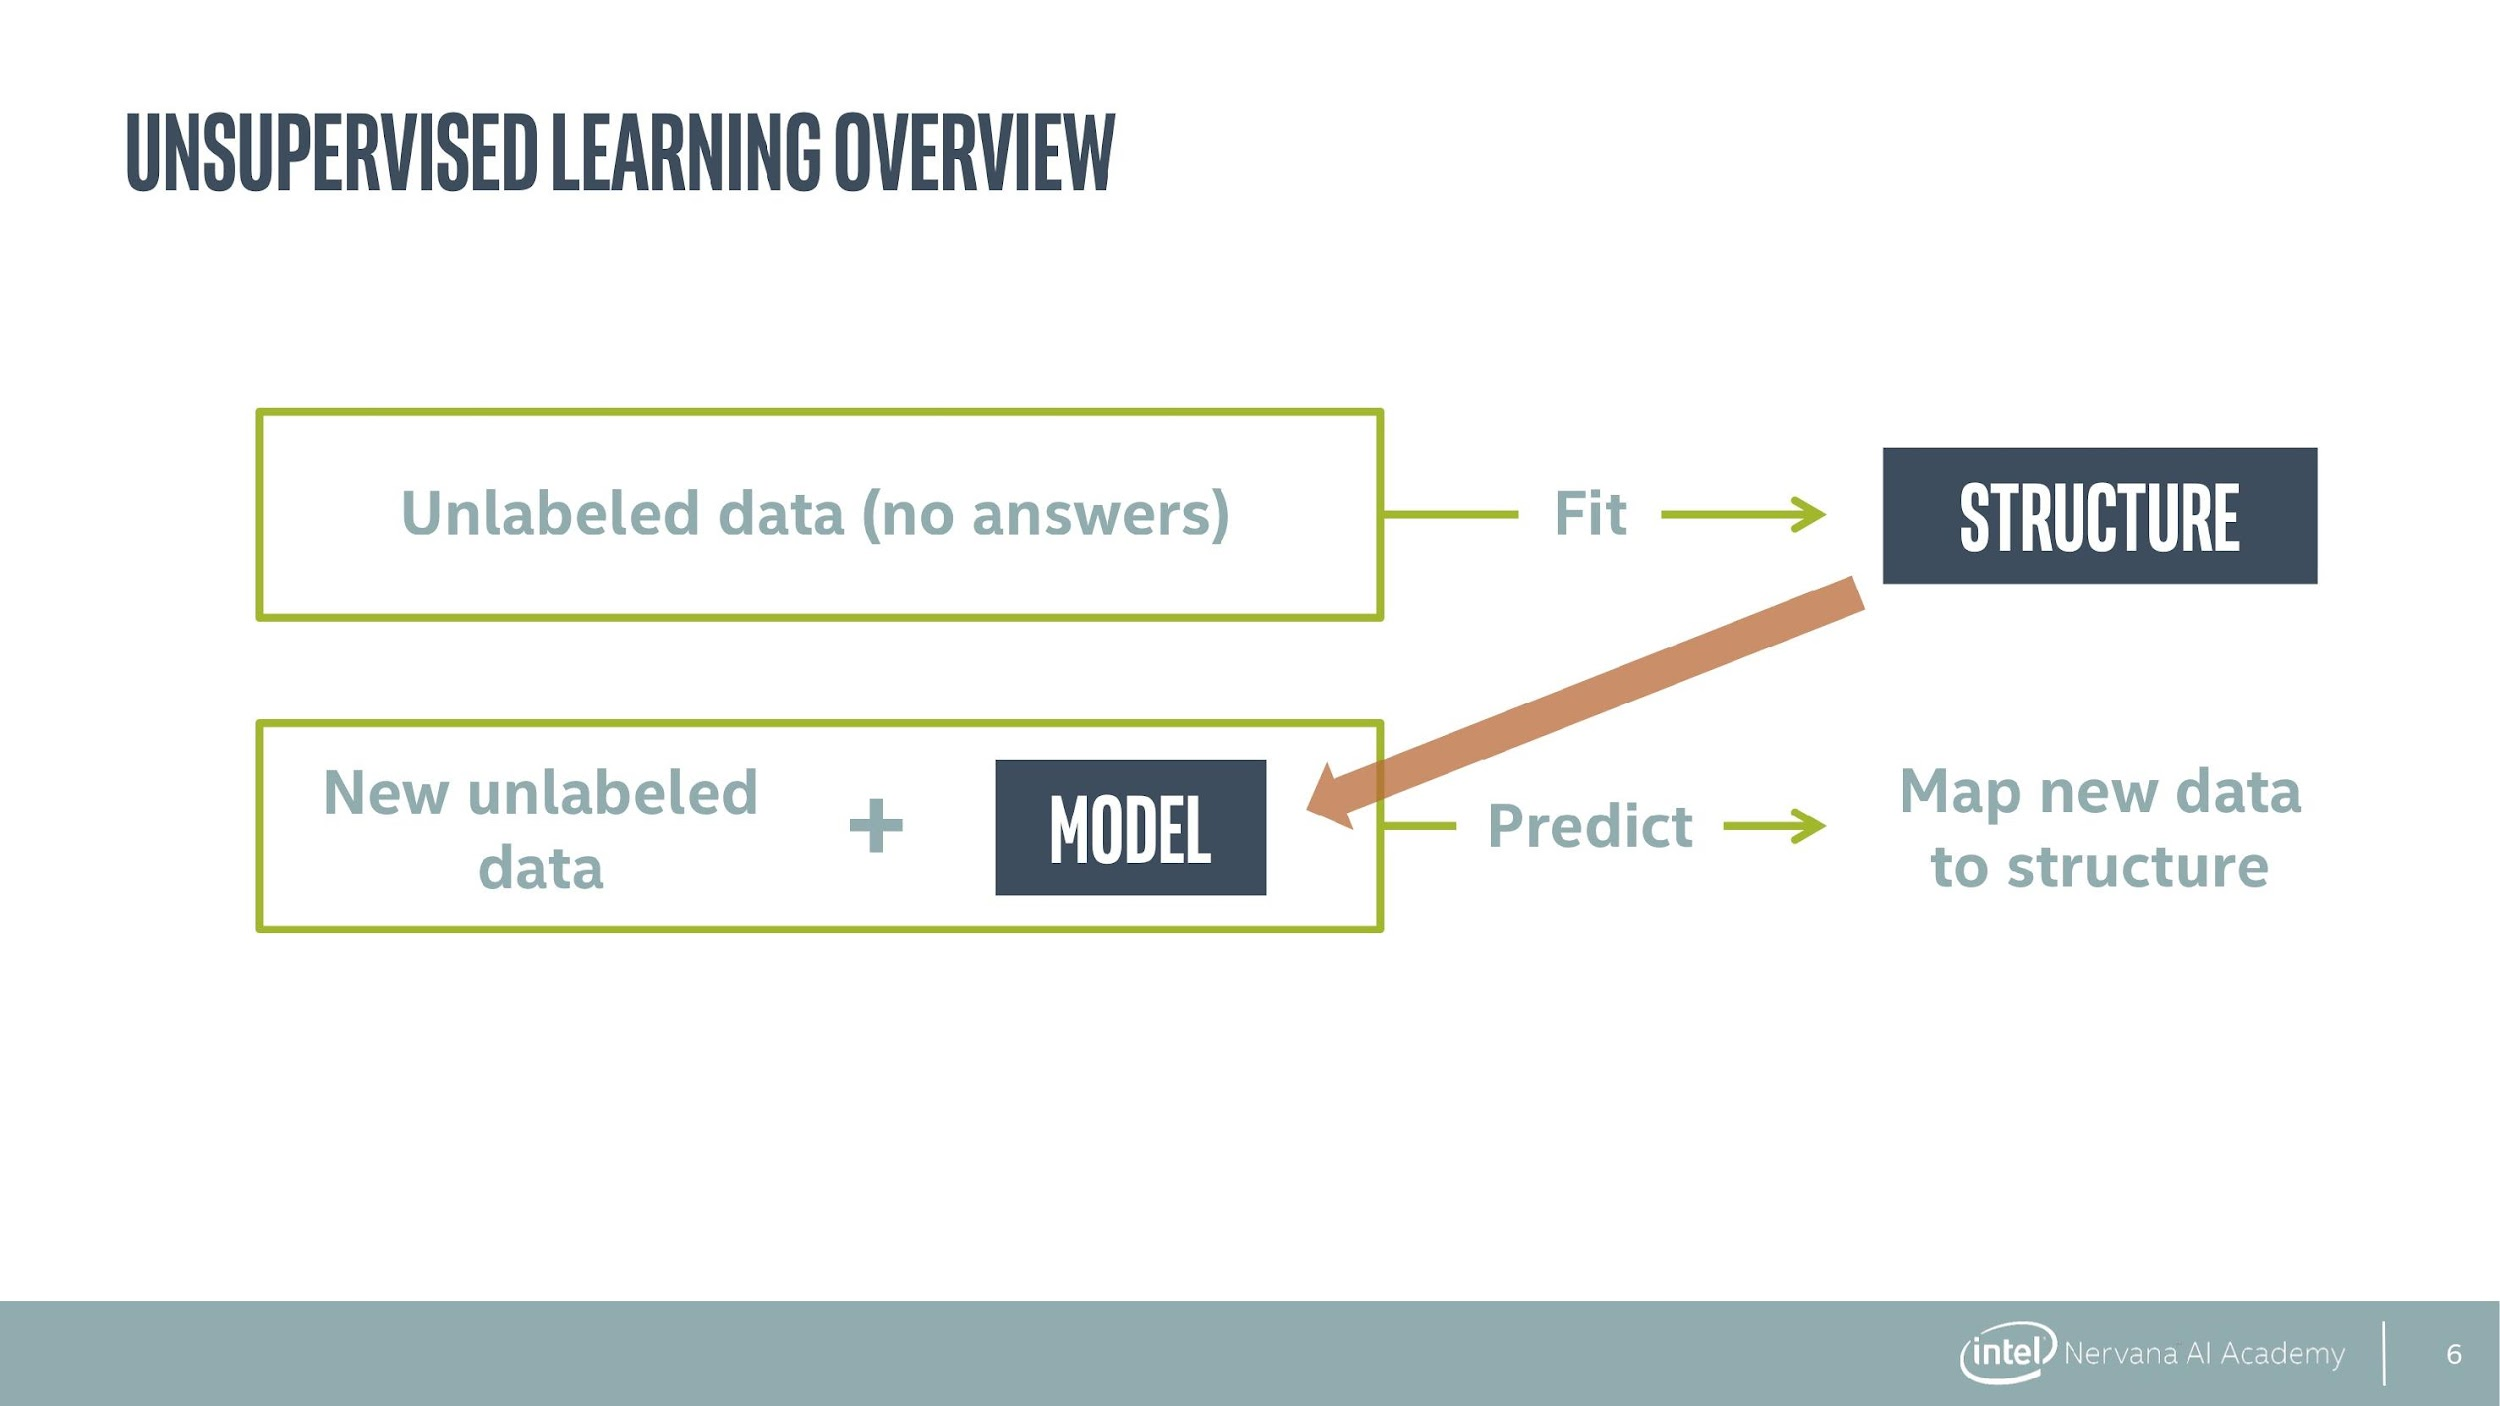 UNSUPERVISED LEARNING OVERVIEW
Unlabeled data (no answers)
Fit
STRUCTURE
New unlabeled
data
+
MODEL
Predict
Map new data
to structure
intel Nervana AI Academy
6